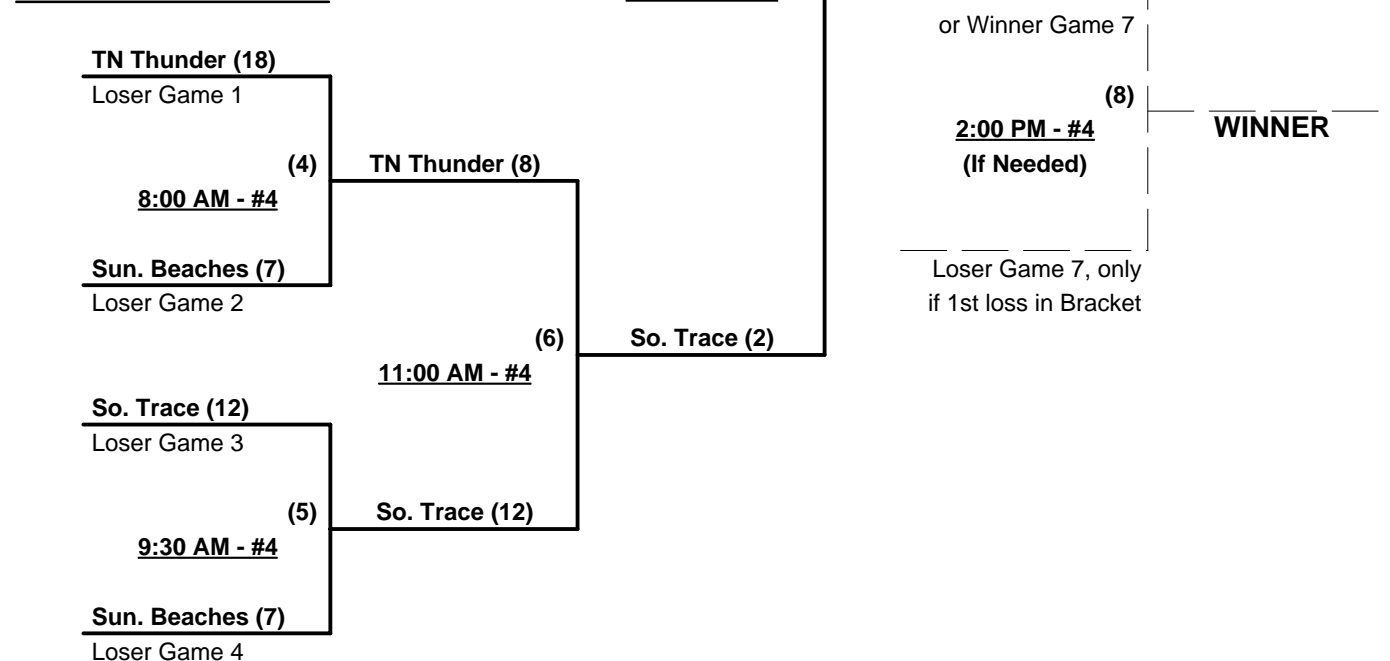 or Winner Game 7
TN Thunder (18)
Loser Game 1
(8)
2:00 PM - #4
WINNER
(If Needed)
(4)
TN Thunder (8)
8:00 AM - #4
Sun. Beaches (7)
Loser Game 2
Loser Game 7, only
if 1st loss in Bracket
(6)
So. Trace (2)
11:00 AM - #4
So. Trace (12)
Loser Game 3
(5)
So. Trace (12)
9:30 AM - #4
Sun. Beaches (7)
Loser Game 4